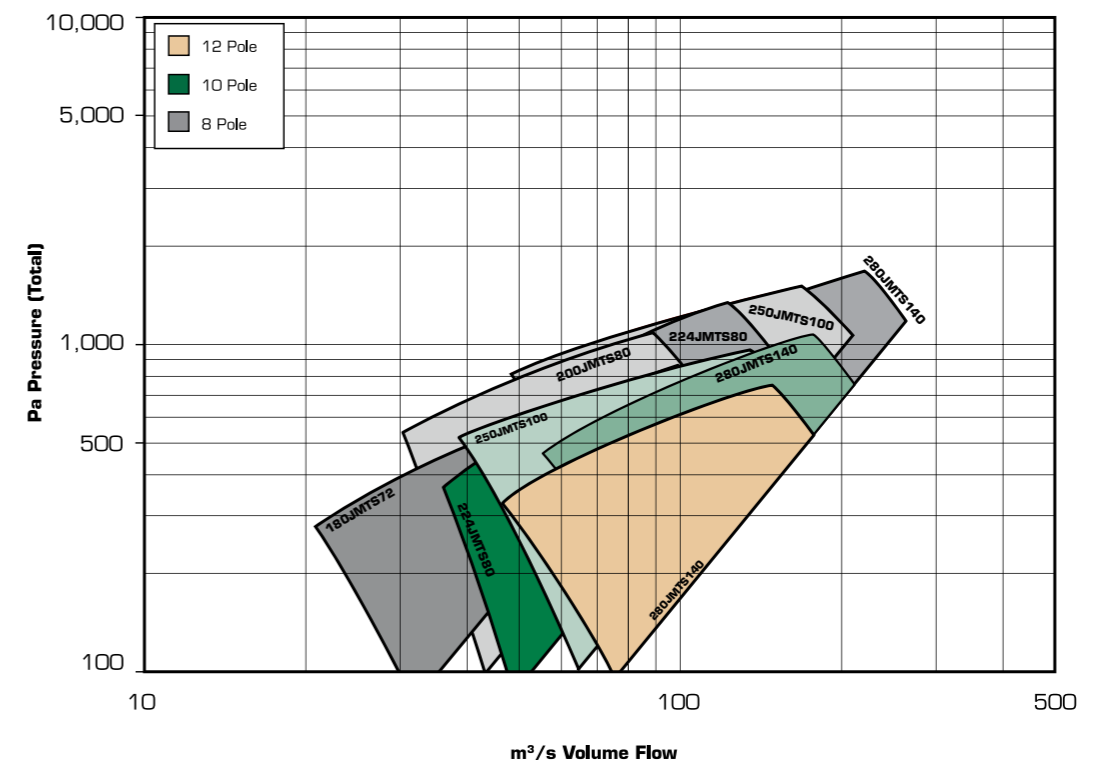 10,000
5,000
1,000
500
100
Pa Pressure (Total)
12 Pole
10 Pole
8 Pole
280JMTS140
250JMTS100
224JMTS80
200JMTS80
280JMTS140
250JMTS100
180JMTS72
224JMTS80
280JMTS140
10
100
500
m³/s Volume Flow